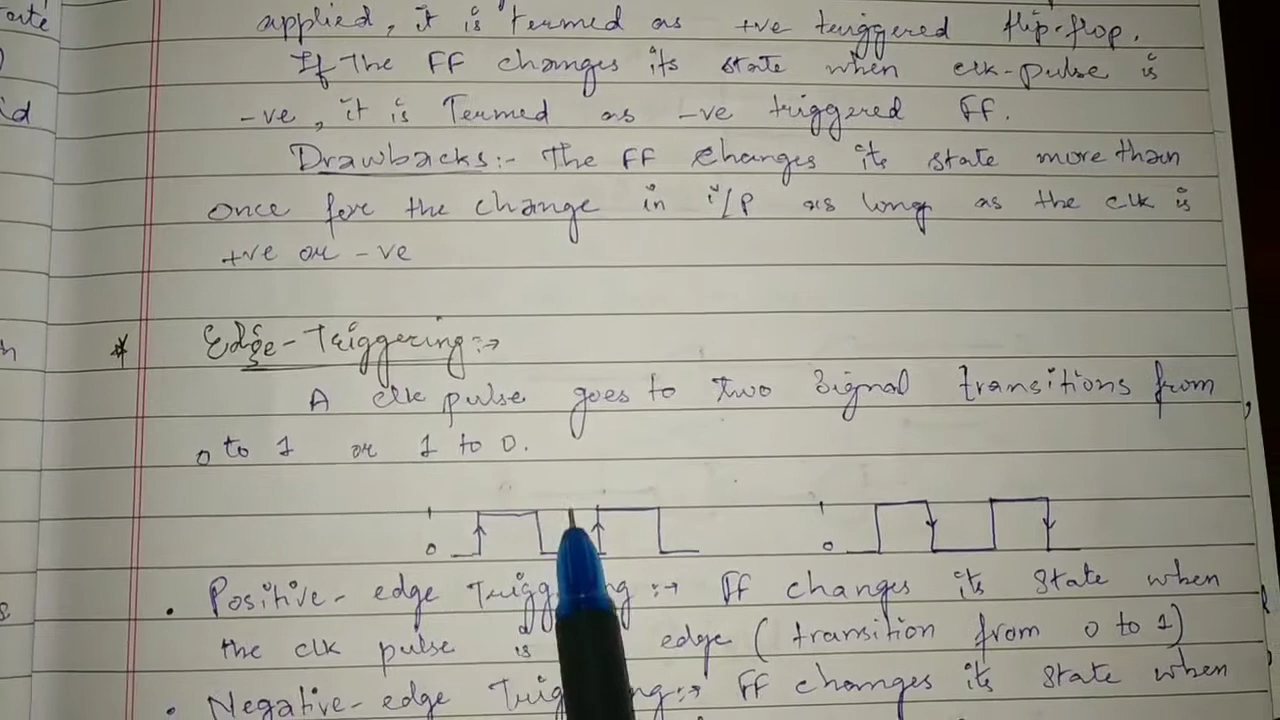 applied, it is termed as +ve triggered flip-flop.
If the FF changes its state when clk-pulse is
-ve, it is Termed as -ve triggered FF.
Drawbacks:- The FF changes its state more than
once for the change in i/p as long as the clk is
+ve or -ve
* Edge-Triggering:→
A clk pulse goes to two signal transitions from
0 to 1 or 1 to 0.
1 1
0 0
• Positive-edge :→ FF changes its state when
the clk pulse is edge (transition from 0 to 1)
• Negative-edge :→ FF changes its state when